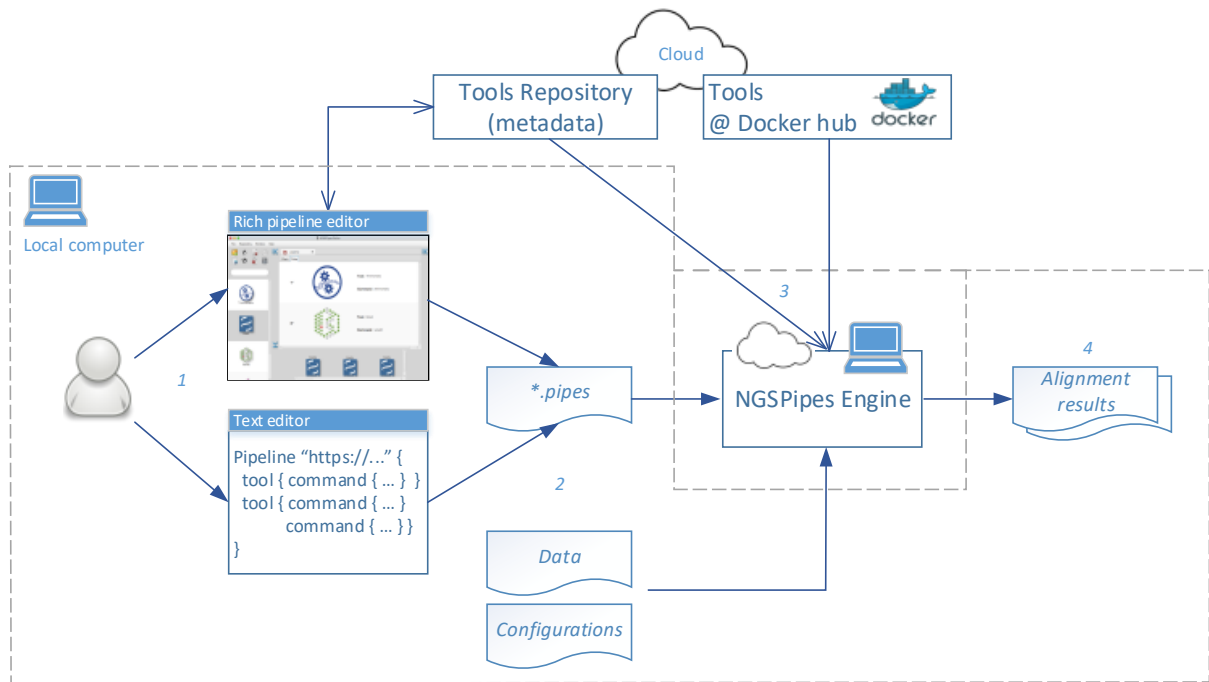 Cloud
Tools Repository
(metadata)
Tools
@ Docker hub
docker
Local computer
Rich pipeline editor
1
Text editor
Pipeline “https://...” {
tool { command { ... } }
tool { command { ... }
command { ... } }
}
*.pipes
2
Data
Configurations
3
NGSPipes Engine
4
Alignment
results